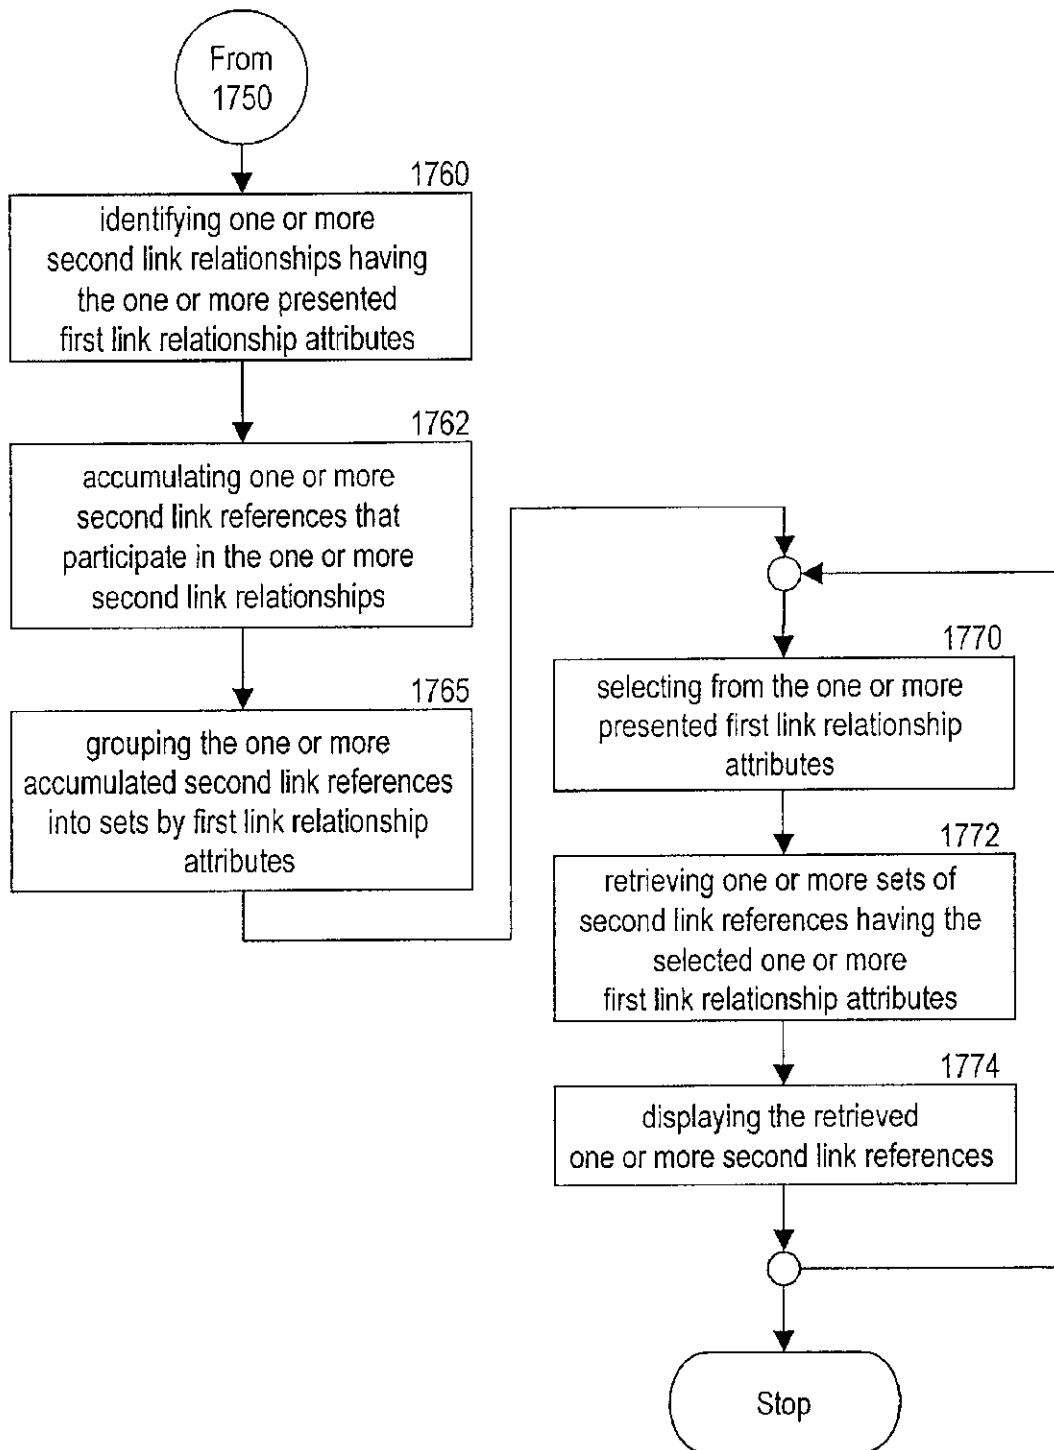 From
1750
1760
identifying one or more
second link relationships having
the one or more presented
first link relationship attributes
1762
accumulating one or more
second link references that
participate in the one or more
second link relationships
1765
grouping the one or more
accumulated second link references
into sets by first link relationship
attributes
1770
selecting from the one or more
presented first link relationship
attributes
1772
retrieving one or more sets of
second link references having the
selected one or more
first link relationship attributes
1774
displaying the retrieved
one or more second link references
Stop